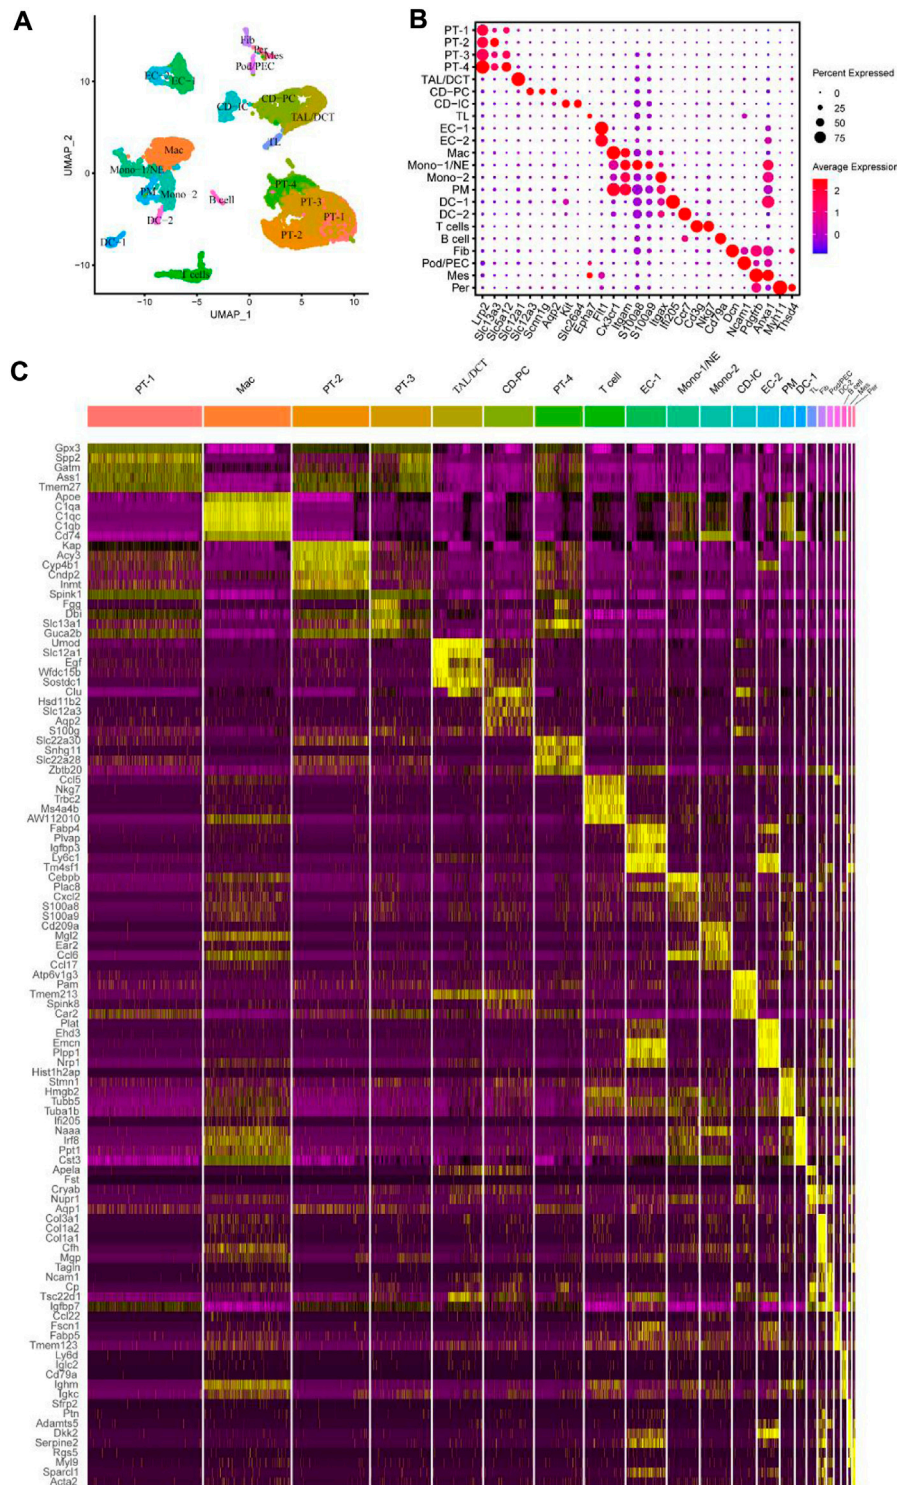 A
Fib
Per
Mes
Pod/PEC
EC-2
EC-1
CD-IC
CD-PC
TAL/DCT
TL
Mac
Mono-1/NE
PM
Mono-2
DC-2
DC-1
B cell
T cells
PT-4
PT-3
PT-1
PT-2
10
0
−10
−10
−5
0
5
10
UMAP_2
UMAP_1
B
PT-1
PT-2
PT-3
PT-4
TAL/DCT
CD-PC
CD-IC
TL
EC-1
EC-2
Mac
Mono-1/NE
Mono-2
PM
DC-1
DC-2
T cells
B cell
Fib
Pod/PEC
Mes
Per
Lrp2
Slc13a3
Slc5a12
Slc12a1
Slc12a3
Scnn1g
Aqp2
Kit
Slc26a4
Epha7
Flt1
Cx3cr1
Itgam
S100a8
S100a9
Itgax
Ifi205
Ccr7
Cd3g
Nkg7
Cd79a
Dcn
Ncam1
Pdgfrb
Anxa1
Myh11
Thsd4
Percent Expressed
0
25
50
75
Average Expression
2
1
0
C
PT-1
Mac
PT-2
PT-3
TAL/DCT
CD-PC
PT-4
T cell
EC-1
Mono-1/NE
Mono-2
CD-IC
EC-2
PM
DC-1
TL
Fib
Pod/PEC
DC-2
B cell
Mes
Per
Gpx3
Spp2
Gatm
Ass1
Tmem27
Apoe
C1qa
C1qc
C1qb
Cd74
Kap
Acy3
Cyp4b1
Cndp2
Inmt
Spink1
Fgg
Dbi
Slc13a1
Guca2b
Umod
Slc12a1
Egf
Wfdc15b
Sostdc1
Clu
Hsd11b2
Slc12a3
Aqp2
S100g
Slc22a30
Snhg11
Slc22a28
Zbtb20
Ccl5
Nkg7
Trbc2
Ms4a4b
AW112010
Fabp4
Plvap
Igfbp3
Ly6c1
Tm4sf1
Cebpb
Plac8
Cxcl2
S100a8
S100a9
Cd209a
Mgl2
Ear2
Ccl6
Ccl17
Atp6v1g3
Pam
Tmem213
Spink8
Car2
Plat
Ehd3
Emcn
Plpp1
Nrp1
Hist1h2ap
Stmn1
Hmgb2
Tubb5
Tuba1b
Ifi205
Naaa
Irf8
Ppt1
Cst3
Apela
Fst
Cryab
Nupr1
Aqp1
Col3a1
Col1a2
Col1a1
Cfh
Mgp
Tagln
Ncam1
Cp
Tsc22d1
Igfbp7
Ccl22
Fscn1
Fabp5
Tmem123
Ly6d
Iglc2
Cd79a
Ighm
Igkc
Sfrp2
Ptn
Adamts5
Dkk2
Serpine2
Rgs5
Myl9
Sparcl1
Acta2